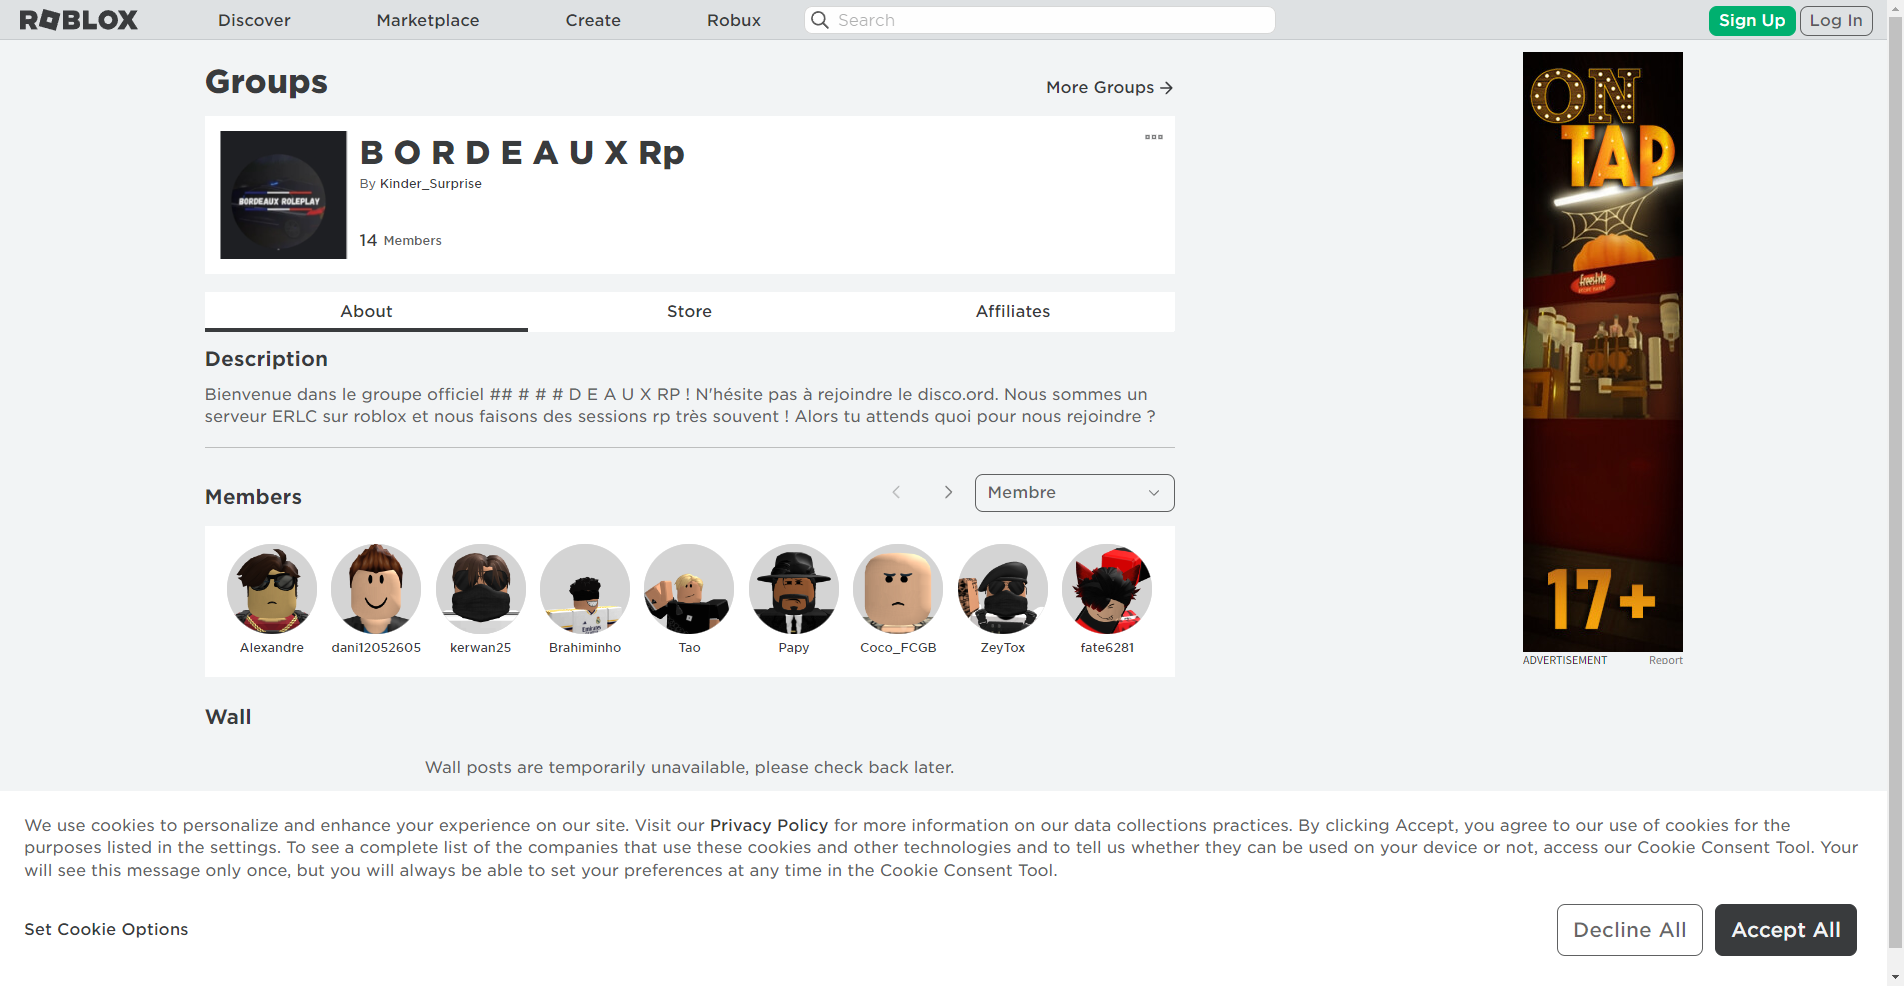 ROBLOX Discover Marketplace Create Robux Search Sign Up Log In
Groups
More Groups
B O R D E A U X Rp
By Kinder_Surprise
14 Members
BORDEAUX ROLEPLAY
About Store Affiliates
Description
Bienvenue dans le groupe officiel ## # # # D E A U X RP ! N'hésite pas à rejoindre le disco.ord. Nous sommes un
serveur ERLC sur roblox et nous faisons des sessions rp très souvent ! Alors tu attends quoi pour nous rejoindre ?
Members
Membre
Alexandre dani12052605 kerwan25 Brahiminho Tao Papy Coco_FCGB ZeyTox fate6281
Wall
Wall posts are temporarily unavailable, please check back later.
ON
TAP
17+
ADVERTISEMENT Report
We use cookies to personalize and enhance your experience on our site. Visit our Privacy Policy for more information on our data collections practices. By clicking Accept, you agree to our use of cookies for the
purposes listed in the settings. To see a complete list of the companies that use these cookies and other technologies and to tell us whether they can be used on your device or not, access our Cookie Consent Tool. Your
will see this message only once, but you will always be able to set your preferences at any time in the Cookie Consent Tool.
Set Cookie Options
Decline All Accept All